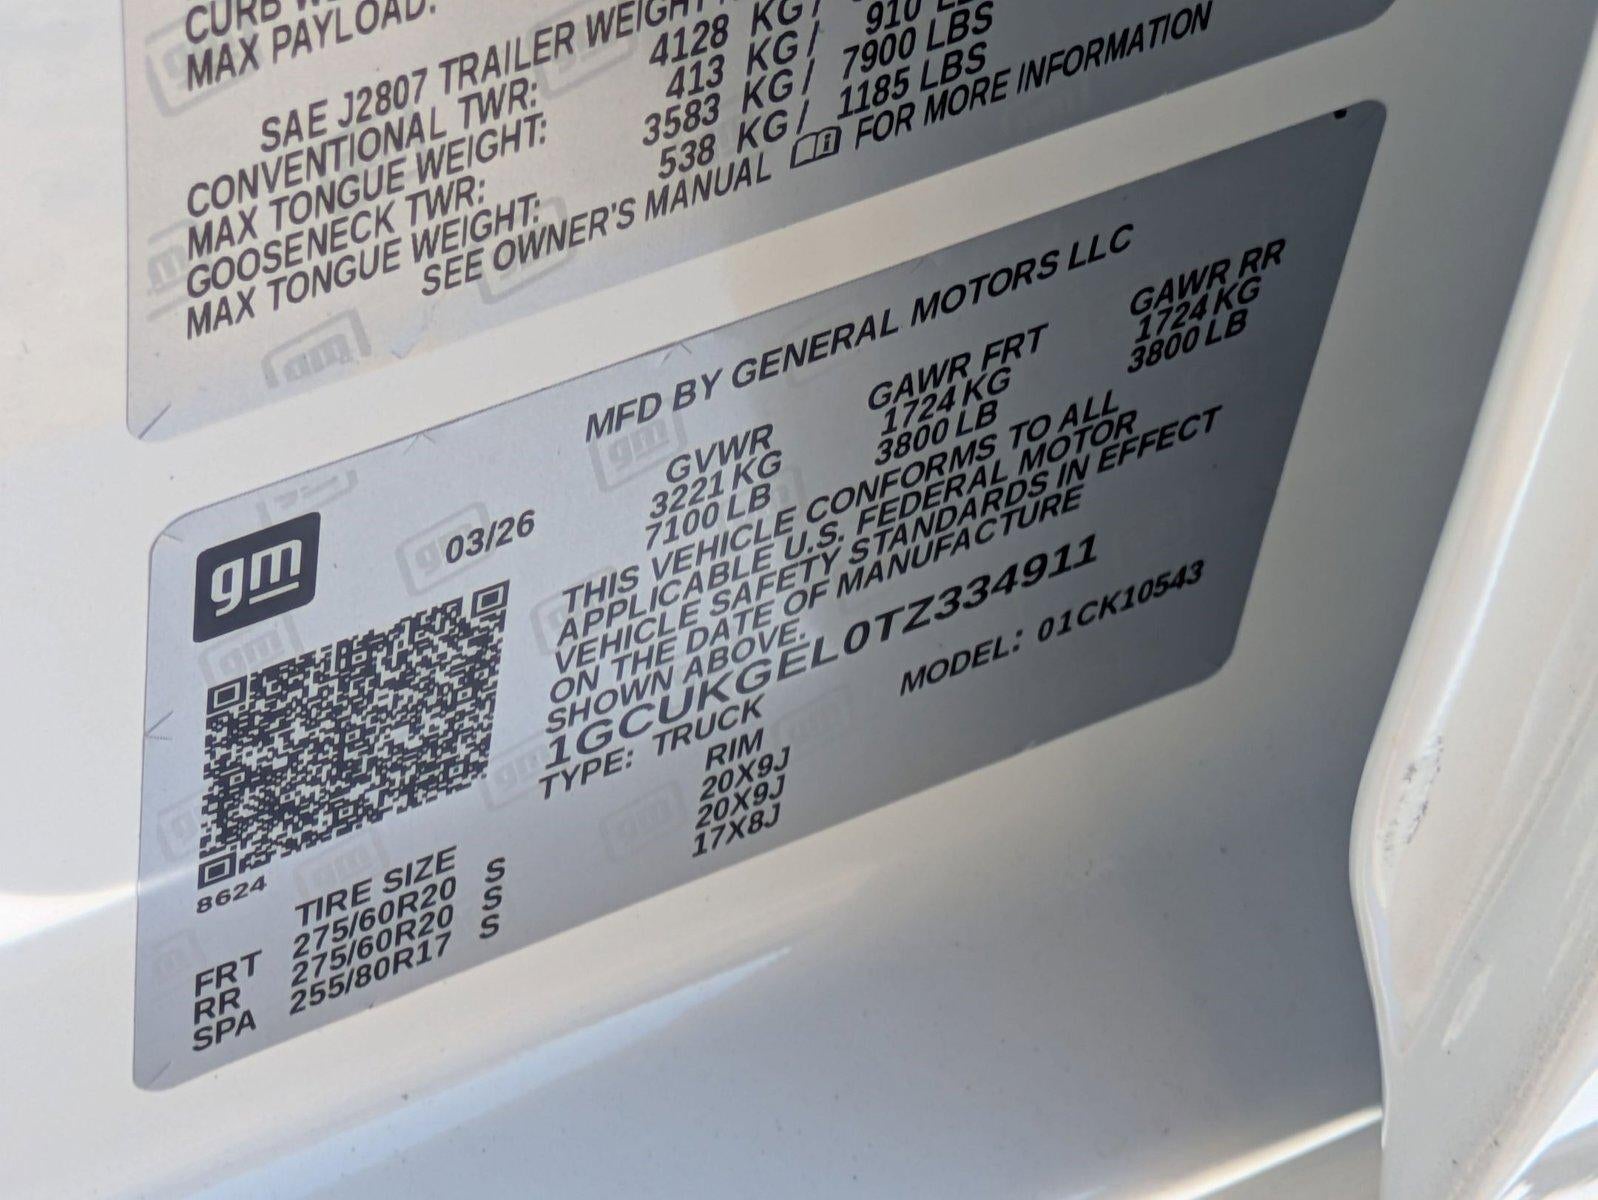 CURB
MAX PAYLOAD:
SAE J2807 TRAILER WEIGHT
CONVENTIONAL TWR: 4128 KG/
MAX TONGUE WEIGHT: 413 KG/ 910
GOOSENECK TWR: 3583 KG/ 7900 LBS
MAX TONGUE WEIGHT: 538 KG/ 1185 LBS
SEE OWNER'S MANUAL FOR MORE INFORMATION
MFD BY GENERAL MOTORS LLC
gm
03/26
GVWR GAWR FRT GAWR RR
3221 KG 1724 KG 1724 KG
7100 LB 3800 LB 3800 LB
THIS VEHICLE CONFORMS TO ALL
APPLICABLE U.S. FEDERAL MOTOR
VEHICLE SAFETY STANDARDS IN EFFECT
ON THE DATE OF MANUFACTURE
SHOWN ABOVE.
1GCUKGEL0TZ334911
TYPE: TRUCK MODEL: 01CK10543
8624
TIRE SIZE RIM
FRT 275/60R20 S 20X9J
RR 275/60R20 S 20X9J
SPA 255/80R17 S 17X8J